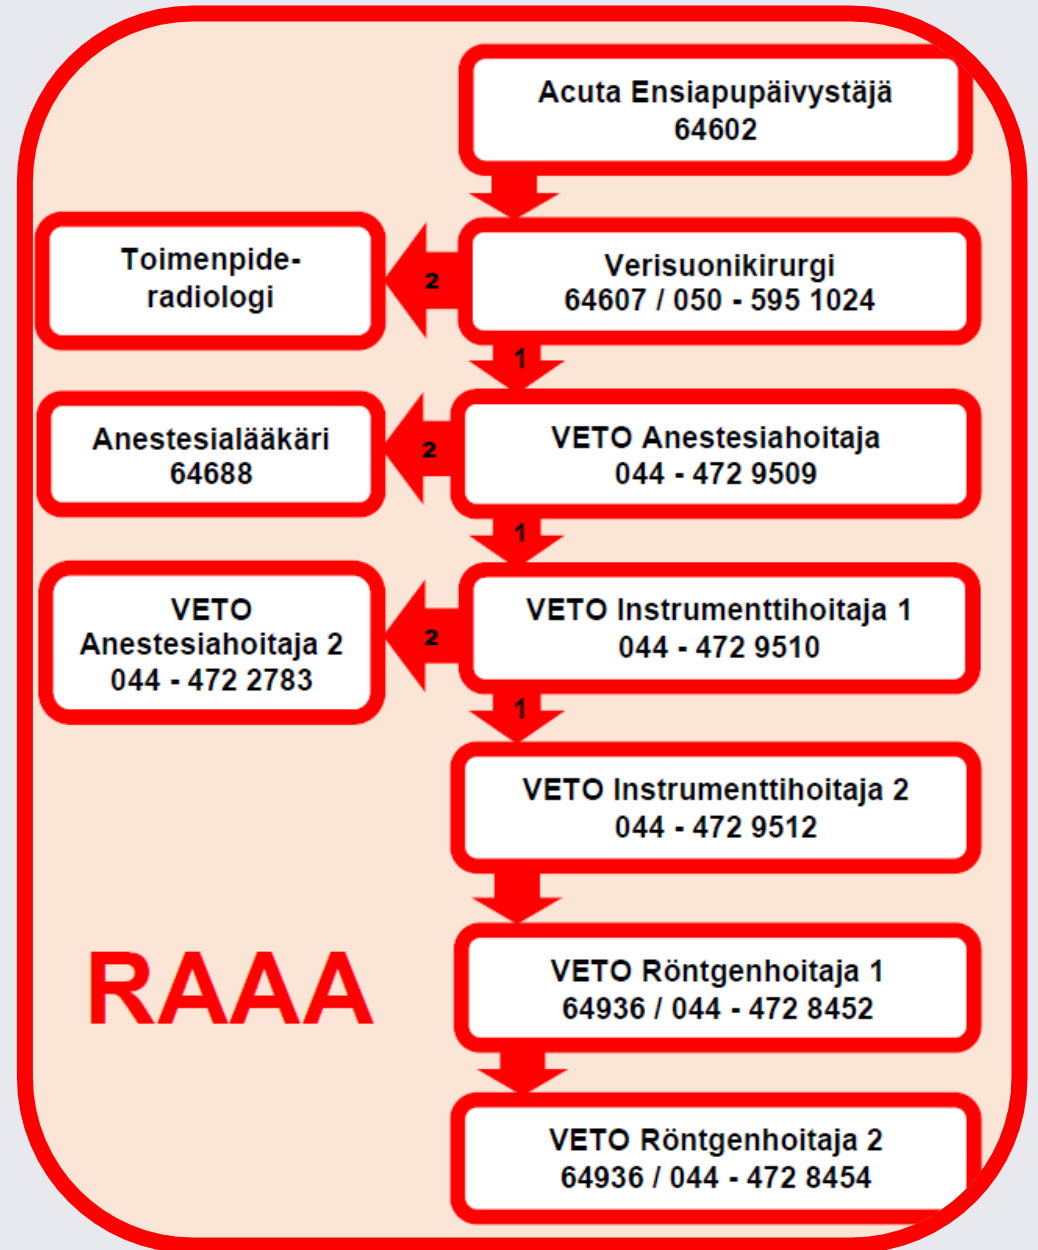 Acuta Ensiapupäivystäjä
64602
Toimenpide-
radiologi
2
Verisuonikirurgi
64607 / 050 - 595 1024
1
Anestesialääkäri
64688
2
VETO Anestesiahoitaja
044 - 472 9509
1
VETO
Anestesiahoitaja 2
044 - 472 2783
2
VETO Instrumenttihoitaja 1
044 - 472 9510
1
VETO Instrumenttihoitaja 2
044 - 472 9512
RAAA
VETO Röntgenhoitaja 1
64936 / 044 - 472 8452
VETO Röntgenhoitaja 2
64936 / 044 - 472 8454